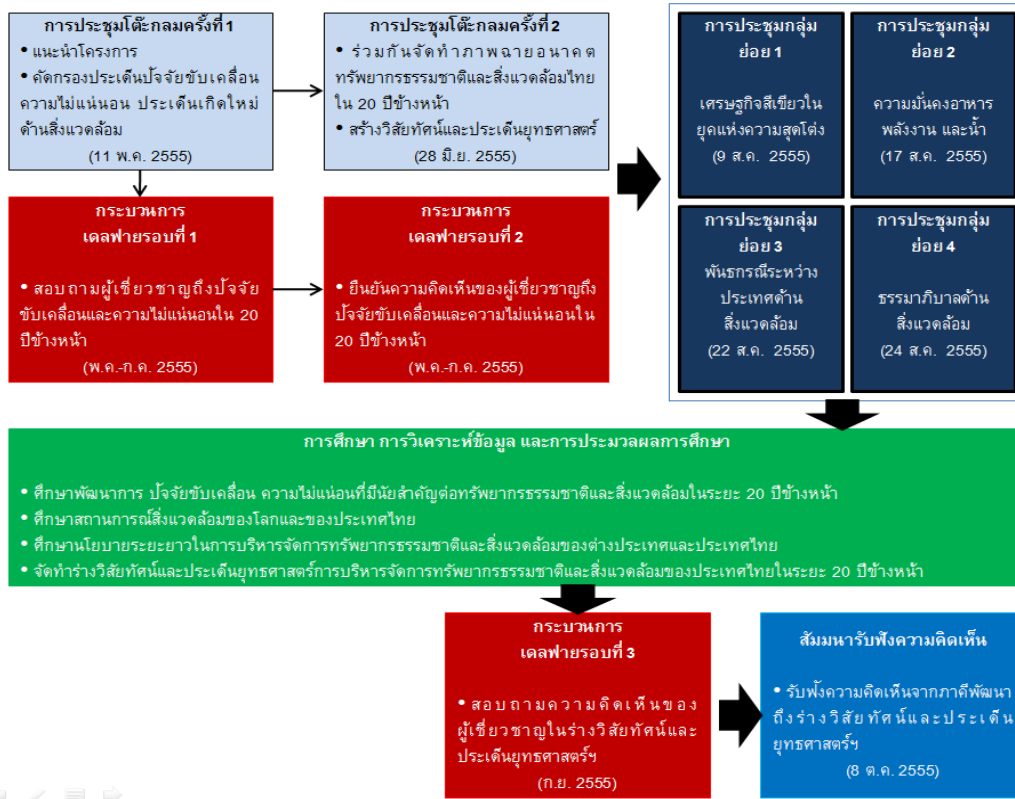 การประชุมโต๊ะกลมครั้งที่ 1
• แนะนำโครงการ
• คัดกรองประเด็นปัจจัยขับเคลื่อน
ความไม่แน่นอน ประเด็นเกิดใหม่
ด้านสิ่งแวดล้อม
(11 พ.ค. 2555)
การประชุมโต๊ะกลมครั้งที่ 2
• ร่วมกันจัดทำภาพฉายอนาคต
ทรัพยากรธรรมชาติและสิ่งแวดล้อมไทย
ใน 20 ปีข้างหน้า
• สร้างวิสัยทัศน์และประเด็นยุทธศาสตร์
(28 มิ.ย. 2555)
การประชุมกลุ่ม
ย่อย 1
เศรษฐกิจสีเขียวใน
ยุคแห่งความสุดโต่ง
(9 ส.ค. 2555)
การประชุมกลุ่ม
ย่อย 2
ความมั่นคงอาหาร
พลังงาน และน้ำ
(17 ส.ค. 2555)
กระบวนการ
เดลฟายรอบที่ 1
• สอบถามผู้เชี่ยวชาญถึงปัจจัย
ขับเคลื่อนและความไม่แน่นอนใน 20
ปีข้างหน้า
(พ.ค.-ก.ค. 2555)
กระบวนการ
เดลฟายรอบที่ 2
• ยืนยันความคิดเห็นของผู้เชี่ยวชาญถึง
ปัจจัยขับเคลื่อนและความไม่แน่นอนใน
20 ปีข้างหน้า
(พ.ค.-ก.ค. 2555)
การประชุมกลุ่ม
ย่อย 3
พันธกรณีระหว่าง
ประเทศด้าน
สิ่งแวดล้อม
(22 ส.ค. 2555)
การประชุมกลุ่ม
ย่อย 4
ธรรมาภิบาลด้าน
สิ่งแวดล้อม
(24 ส.ค. 2555)
การศึกษา การวิเคราะห์ข้อมูล และการประมวลผลการศึกษา
• ศึกษาพัฒนาการ ปัจจัยขับเคลื่อน ความไม่แน่อนที่มีนัยสำคัญต่อทรัพยากรธรรมชาติและสิ่งแวดล้อมในระยะ 20 ปีข้างหน้า
• ศึกษาสถานการณ์สิ่งแวดล้อมของโลกและของประเทศไทย
• ศึกษานโยบายระยะยาวในการบริหารจัดการทรัพยากรธรรมชาติและสิ่งแวดล้อมของต่างประเทศและประเทศไทย
• จัดทำร่างวิสัยทัศน์และประเด็นยุทธศาสตร์การบริหารจัดการทรัพยากรธรรมชาติและสิ่งแวดล้อมของประเทศไทยในระยะ 20 ปีข้างหน้า
กระบวนการ
เดลฟายรอบที่ 3
• สอบถามความคิดเห็นของ
ผู้เชี่ยวชาญในร่างวิสัยทัศน์และ
ประเด็นยุทธศาสตร์ฯ
(ก.ย. 2555)
สัมมนารับฟังความคิดเห็น
• รับฟังความคิดเห็นจากภาคีพัฒนา
ถึงร่างวิสัยทัศน์และประเด็น
ยุทธศาสตร์ฯ
(8 ต.ค. 2555)